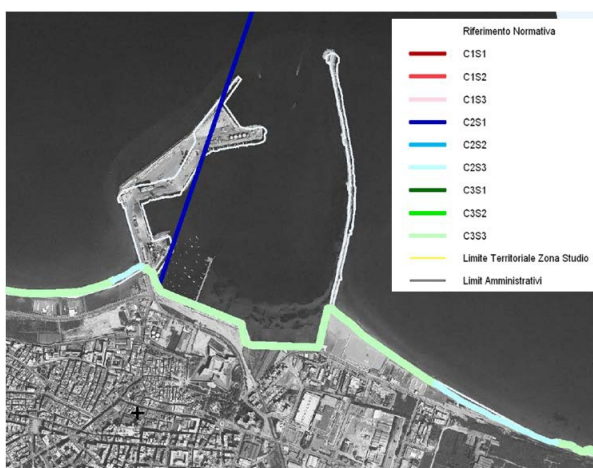 Riferimento Normativa
C1S1
C1S2
C1S3
C2S1
C2S2
C2S3
C3S1
C3S2
C3S3
Limite Territoriale Zona Studio
Limit Amministrativi